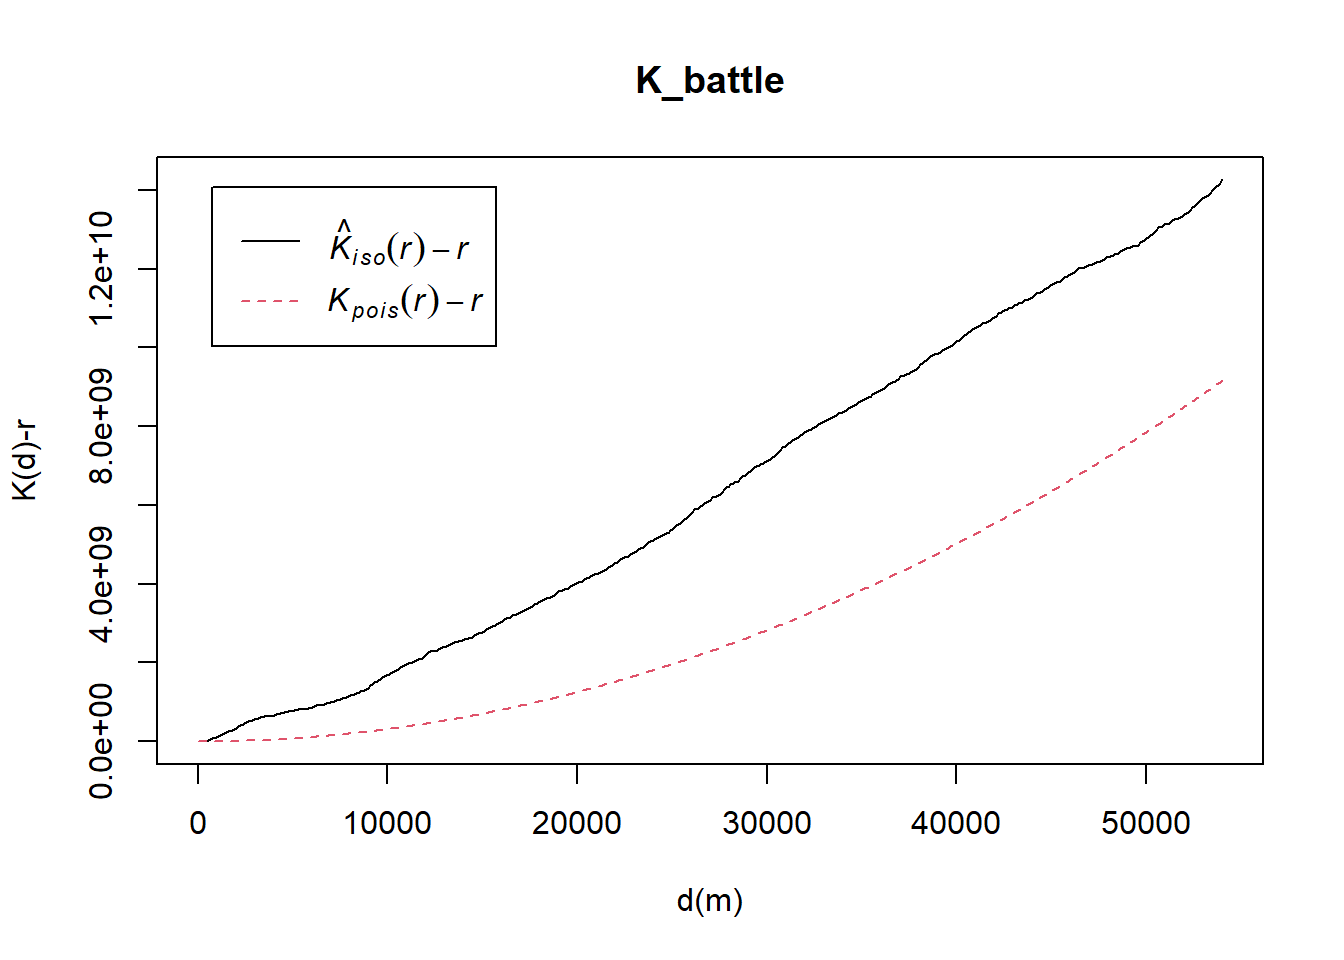 K_battle
K̂iso(r) − r
Kpois(r) − r
K(d)-r
0.0e+00
4.0e+09
8.0e+09
1.2e+10
0
10000
20000
30000
40000
50000
d(m)